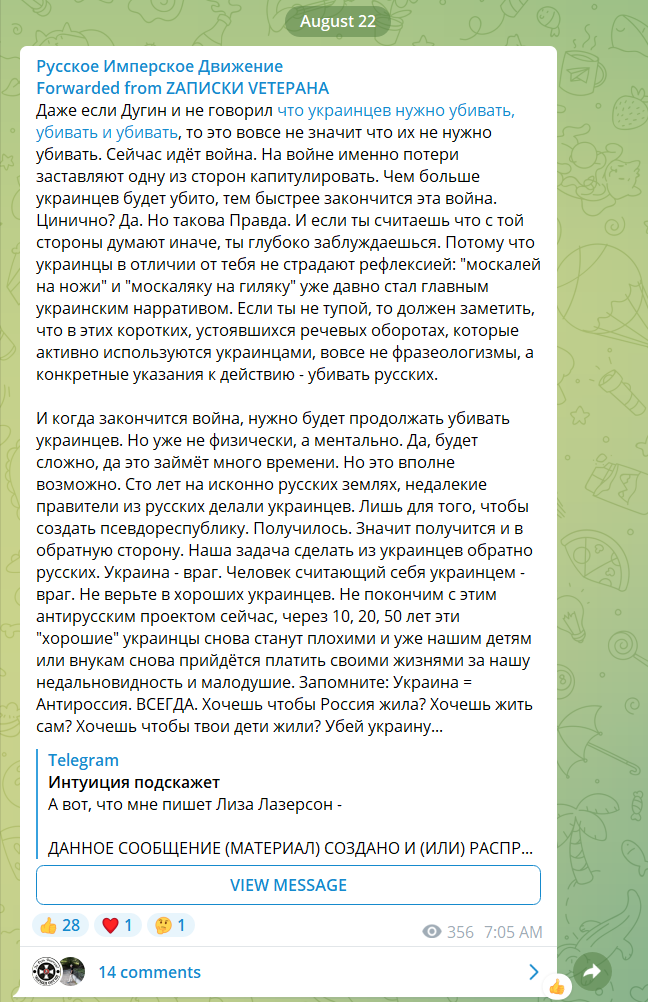 August 22
Русское Имперское Движение
Forwarded from ZАПИСКИ VЕТЕРАНА
Даже если Дугин и не говорил что украинцев нужно убивать,
убивать и убивать, то это вовсе не значит что их не нужно
убивать. Сейчас идёт война. На войне именно потери
заставляют одну из сторон капитулировать. Чем больше
украинцев будет убито, тем быстрее закончится эта война.
Цинично? Да. Но такова Правда. И если ты считаешь что с той
стороны думают иначе, ты глубоко заблуждаешься. Потому что
украинцы в отличии от тебя не страдают рефлексией: "москалей
на ножи" и "москаляку на гиляку" уже давно стал главным
украинским нарративом. Если ты не тупой, то должен заметить,
что в этих коротких, устоявшихся речевых оборотах, которые
активно используются украинцами, вовсе не фразеологизмы, а
конкретные указания к действию - убивать русских.
И когда закончится война, нужно будет продолжать убивать
украинцев. Но уже не физически, а ментально. Да, будет
сложно, да это займёт много времени. Но это вполне
возможно. Сто лет на исконно русских землях, недалекие
правители из русских делали украинцев. Лишь для того, чтобы
создать псевдореспублику. Получилось. Значит получится и в
обратную сторону. Наша задача сделать из украинцев обратно
русских. Украина - враг. Человек считающий себя украинцем -
враг. Не верьте в хороших украинцев. Не покончим с этим
антирусским проектом сейчас, через 10, 20, 50 лет эти
"хорошие" украинцы снова станут плохими и уже нашим детям
или внукам снова прийдётся платить своими жизнями за нашу
недальновидность и малодушие. Запомните: Украина =
Антироссия. ВСЕГДА. Хочешь чтобы Россия жила? Хочешь жить
сам? Хочешь чтобы твои дети жили? Убей украину...
Telegram
Интуиция подскажет
А вот, что мне пишет Лиза Лазерсон -
ДАННОЕ СООБЩЕНИЕ (МАТЕРИАЛ) СОЗДАНО И (ИЛИ) РАСПР...
VIEW MESSAGE
28 1 1
356 7:05 AM
14 comments